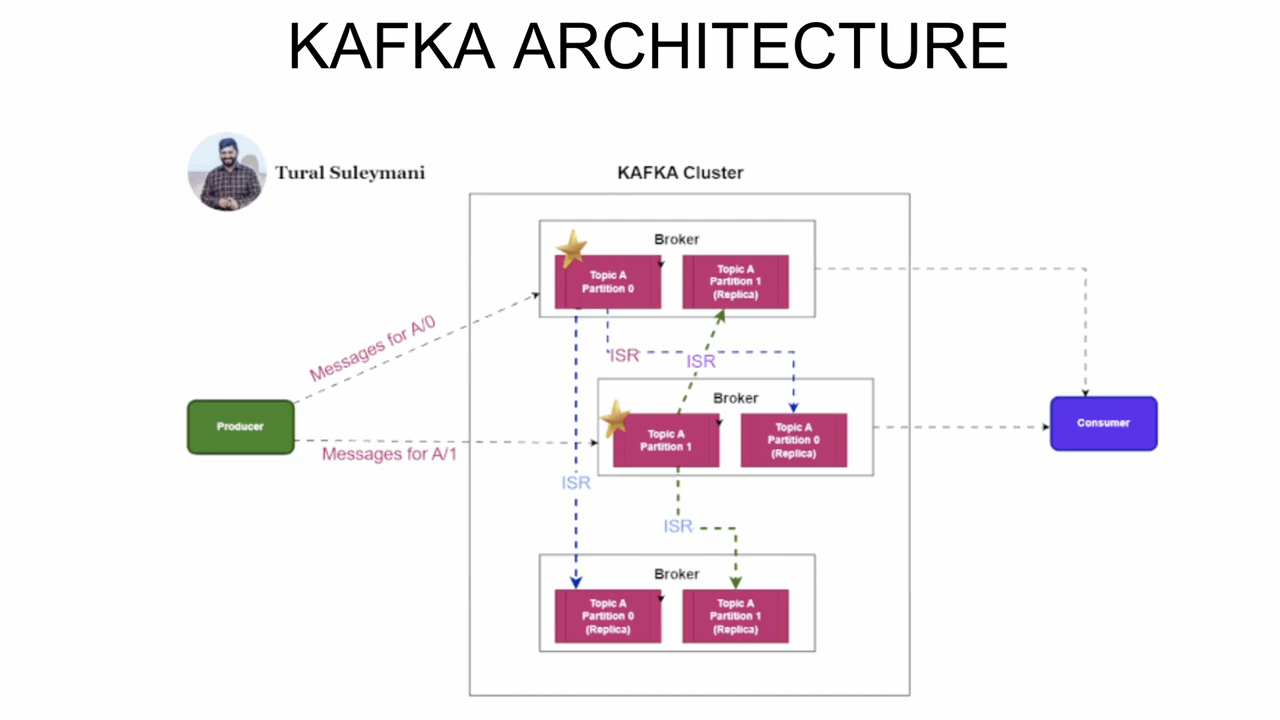 KAFKA ARCHITECTURE
Tural Suleymani
KAFKA Cluster
Broker
Topic A
Partition 0
Topic A
Partition 1
(Replica)
Messages for A/0
ISR
ISR
Broker
Producer
Topic A
Partition 1
Topic A
Partition 0
(Replica)
Consumer
Messages for A/1
ISR
ISR
Broker
Topic A
Partition 0
(Replica)
Topic A
Partition 1
(Replica)